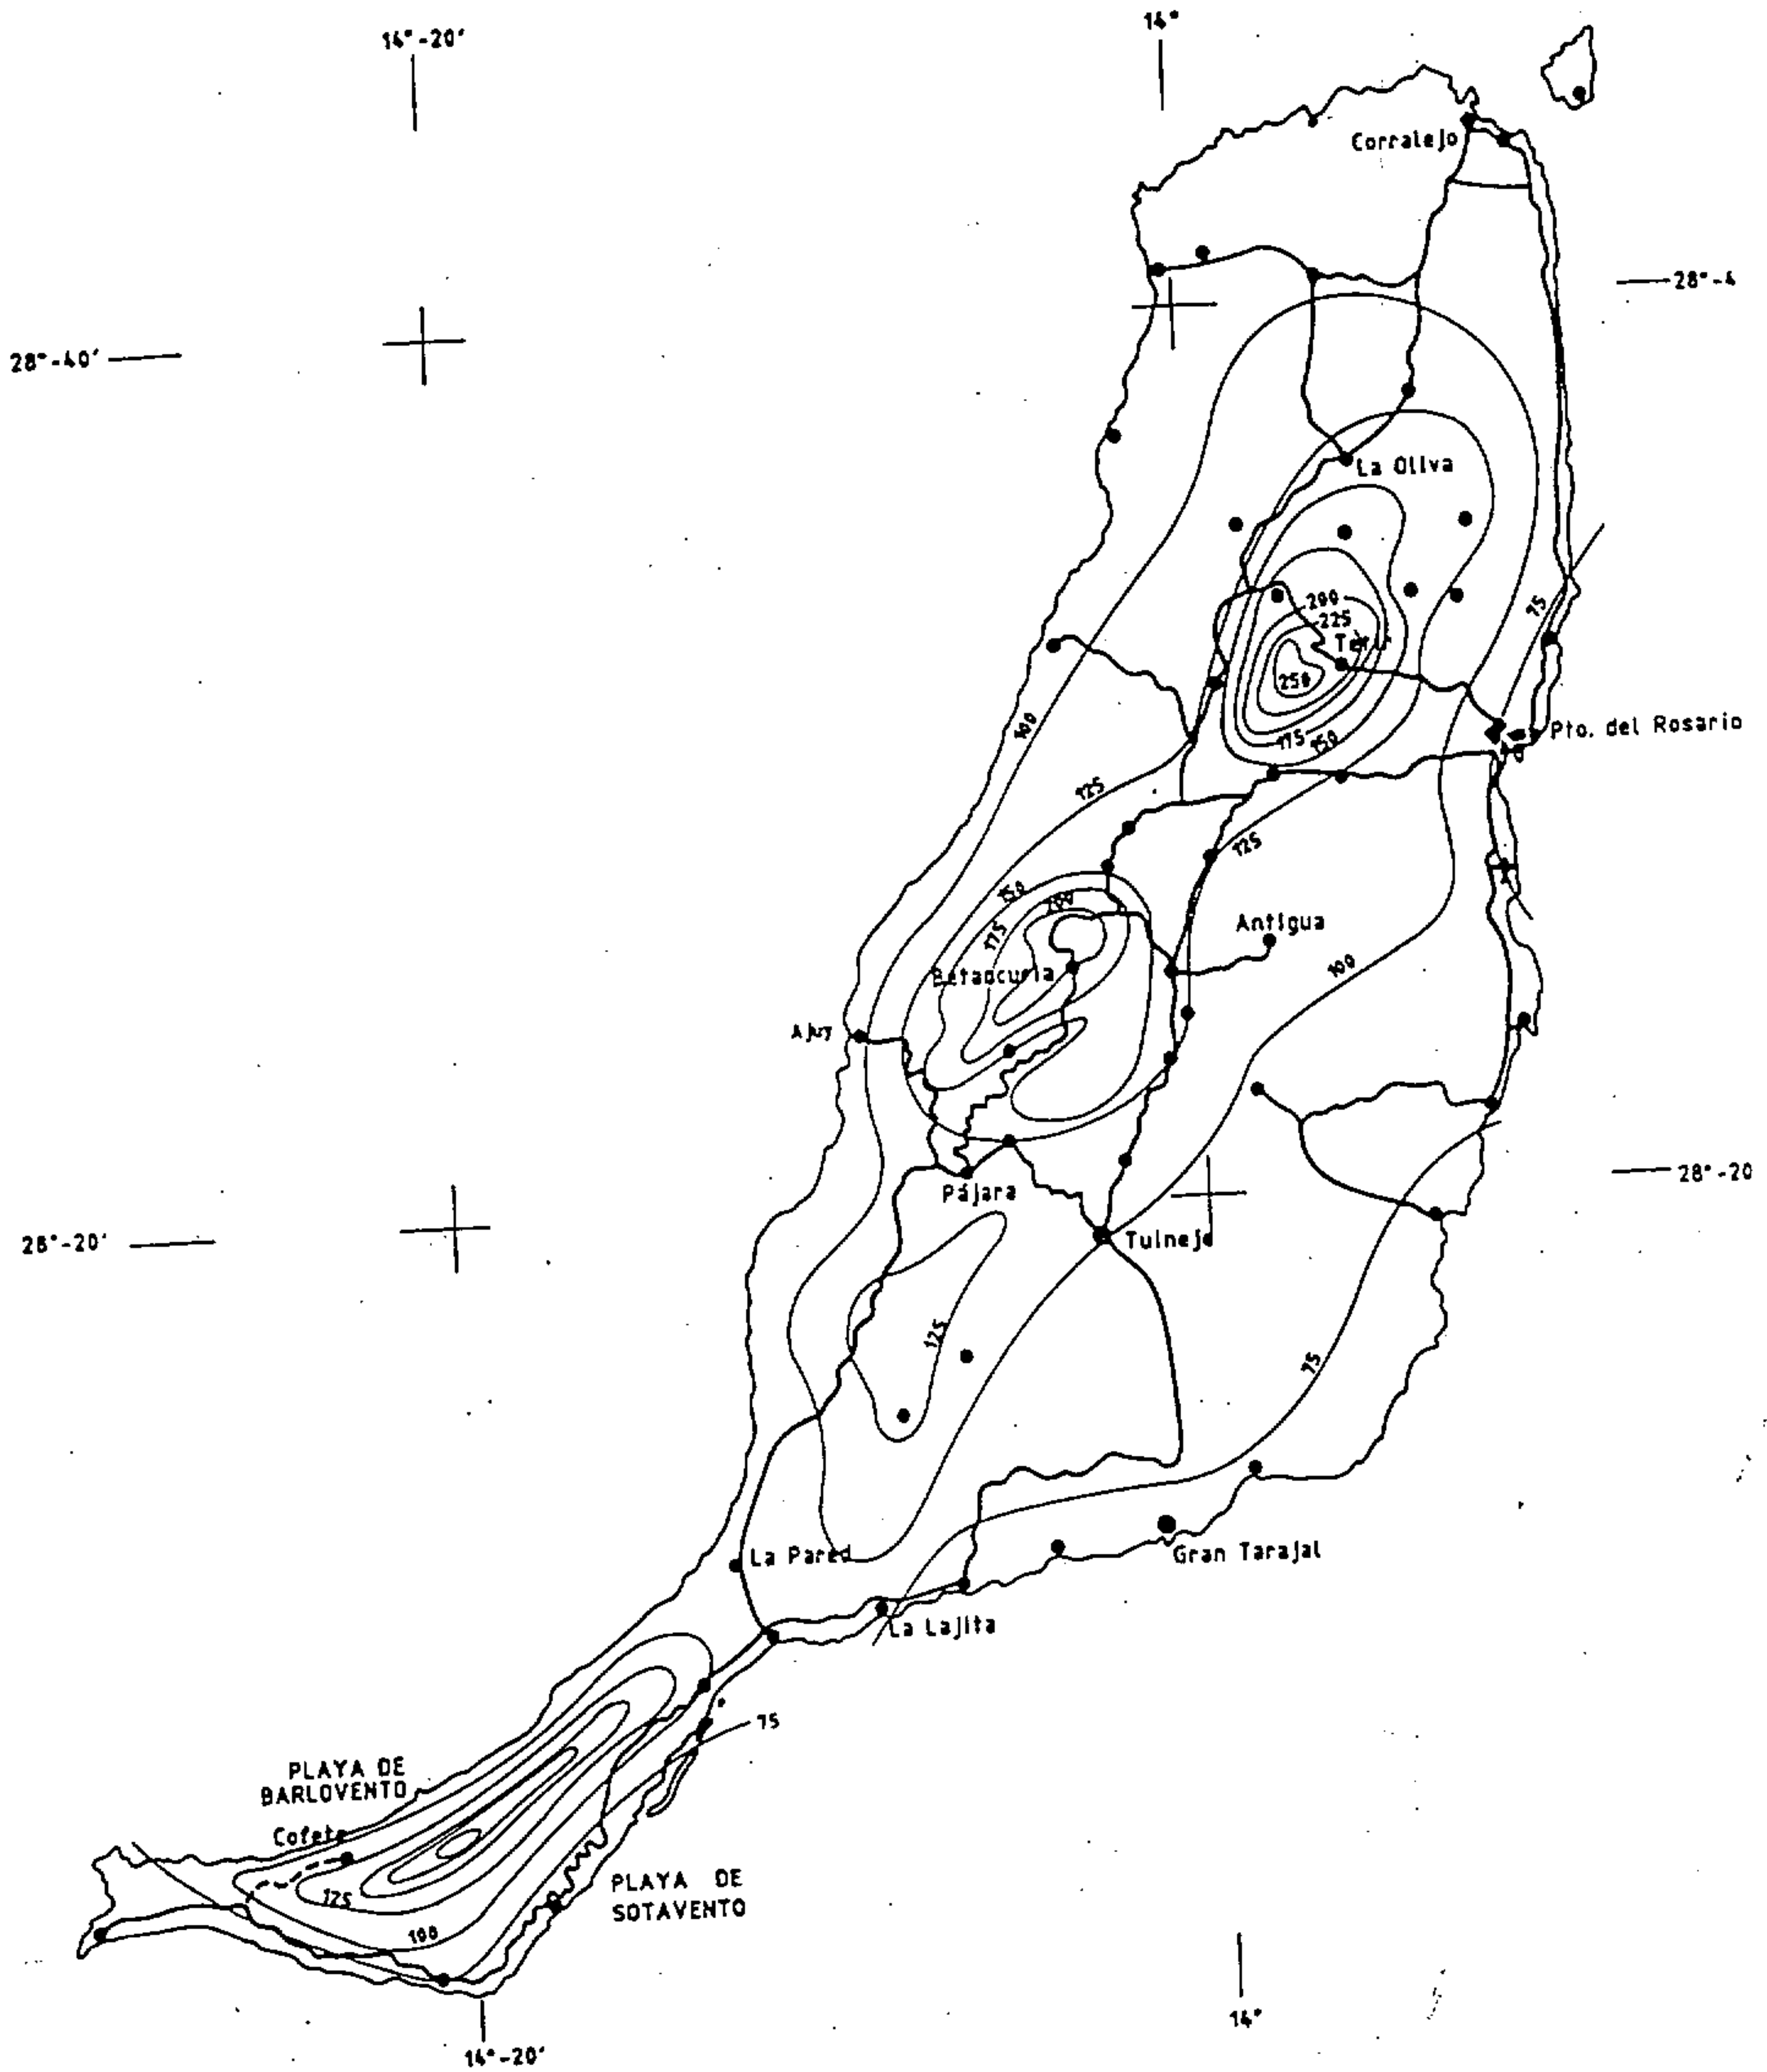 14°-20'
14°
Corralejo
28°-4
28°-40'
La Oliva
200
225
75
250
100
Pto. del Rosario
175
150
125
125
150
200
175
Antigua
100
Betancuria
Ajuy
28°-20
Pájara
28°-20'
Tuineje
125
75
La Pared
Gran Tarajal
La Lajita
75
PLAYA DE
BARLOVENTO
Cofete
PLAYA DE
SOTAVENTO
125
100
14°
14°-20'